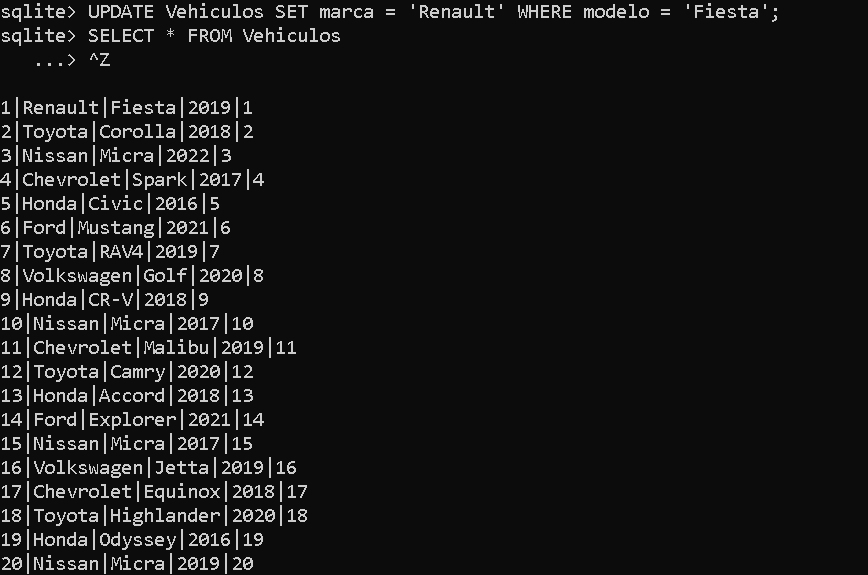 sqlite> UPDATE Vehiculos SET marca = 'Renault' WHERE modelo = 'Fiesta';
sqlite> SELECT * FROM Vehiculos
   ...> ^Z
1|Renault|Fiesta|2019|1
2|Toyota|Corolla|2018|2
3|Nissan|Micra|2022|3
4|Chevrolet|Spark|2017|4
5|Honda|Civic|2016|5
6|Ford|Mustang|2021|6
7|Toyota|RAV4|2019|7
8|Volkswagen|Golf|2020|8
9|Honda|CR-V|2018|9
10|Nissan|Micra|2017|10
11|Chevrolet|Malibu|2019|11
12|Toyota|Camry|2020|12
13|Honda|Accord|2018|13
14|Ford|Explorer|2021|14
15|Nissan|Micra|2017|15
16|Volkswagen|Jetta|2019|16
17|Chevrolet|Equinox|2018|17
18|Toyota|Highlander|2020|18
19|Honda|Odyssey|2016|19
20|Nissan|Micra|2019|20